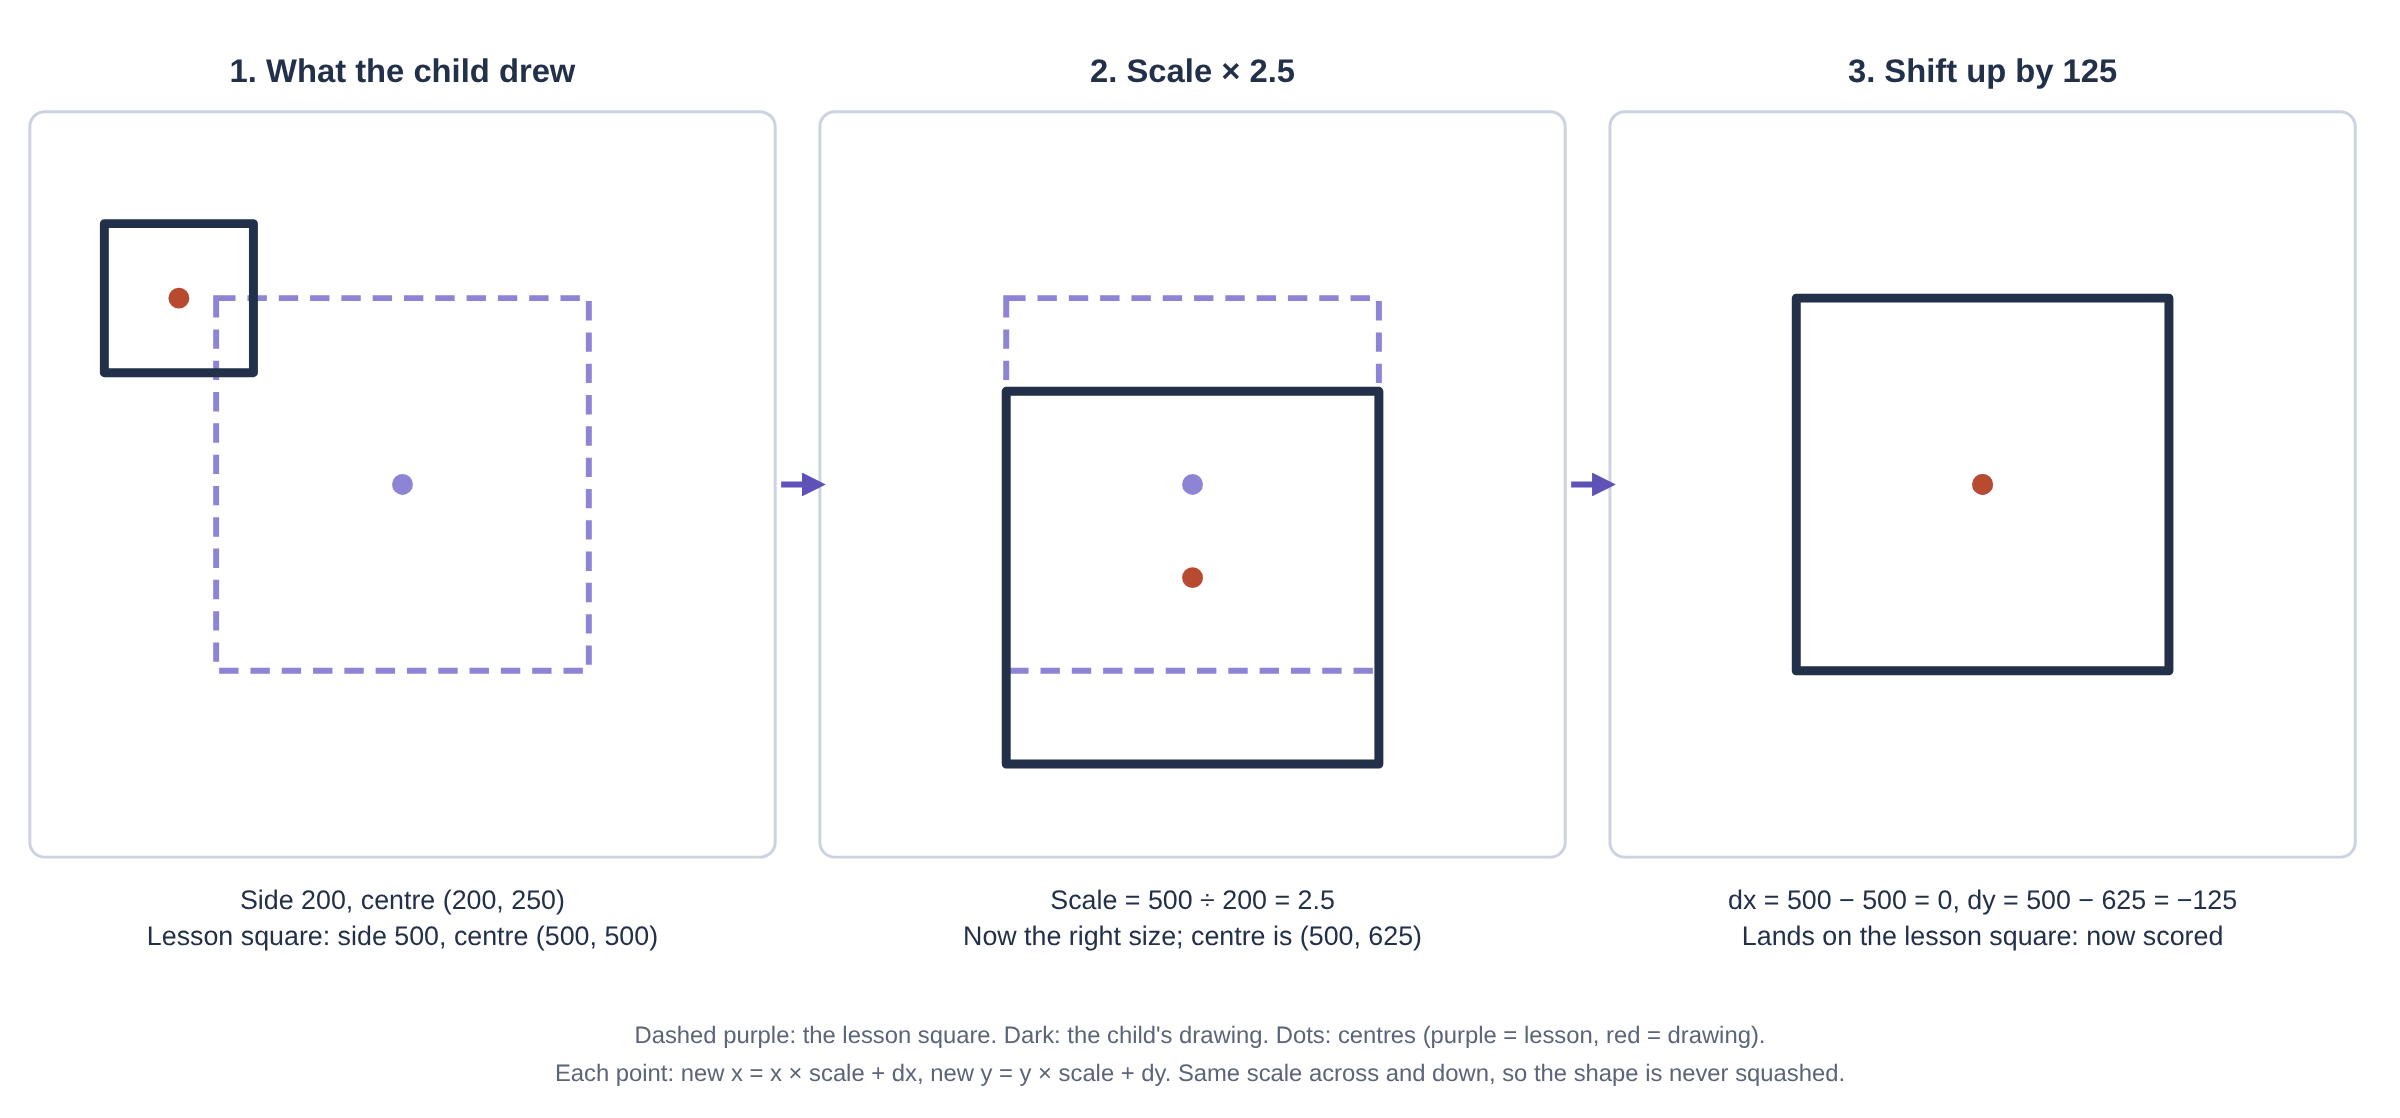 1. What the child drew
2. Scale × 2.5
3. Shift up by 125
Side 200, centre (200, 250)
Lesson square: side 500, centre (500, 500)
Scale = 500 ÷ 200 = 2.5
Now the right size; centre is (500, 625)
dx = 500 − 500 = 0, dy = 500 − 625 = −125
Lands on the lesson square: now scored
Dashed purple: the lesson square. Dark: the child's drawing. Dots: centres (purple = lesson, red = drawing).
Each point: new x = x × scale + dx, new y = y × scale + dy. Same scale across and down, so the shape is never squashed.